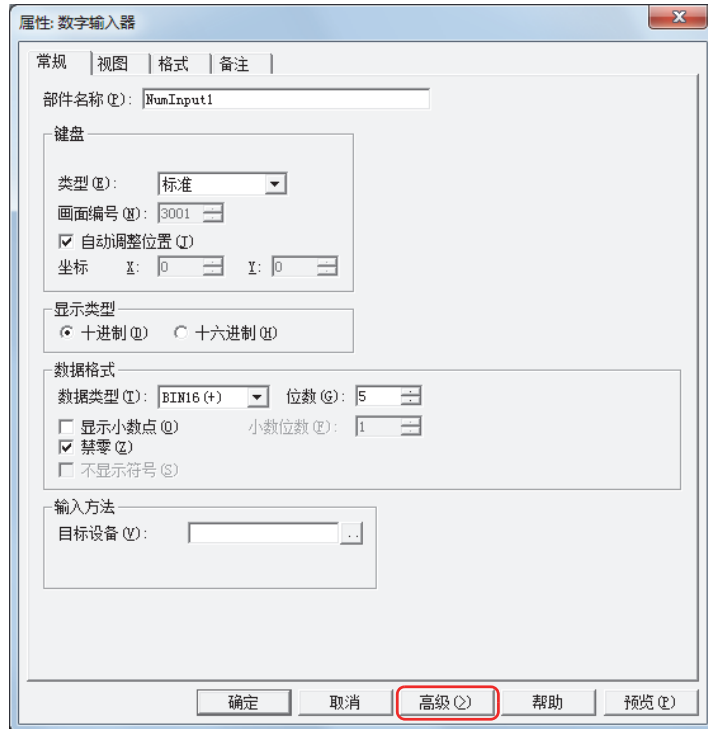 属性: 数字输入器
常规 视图 格式 备注
部件名称(P): NumInput1
键盘
类型(E): 标准
画面编号(N): 3001
自动调整位置(J)
坐标 X: 0 Y: 0
显示类型
十进制(D) 十六进制(H)
数据格式
数据类型(T): BIN16(+) 位数(G): 5
显示小数点(O) 小数位数(F): 1
禁零(Z)
不显示符号(S)
输入方法
目标设备(V): ..
确定 取消 高级(>) 帮助 预览(P)